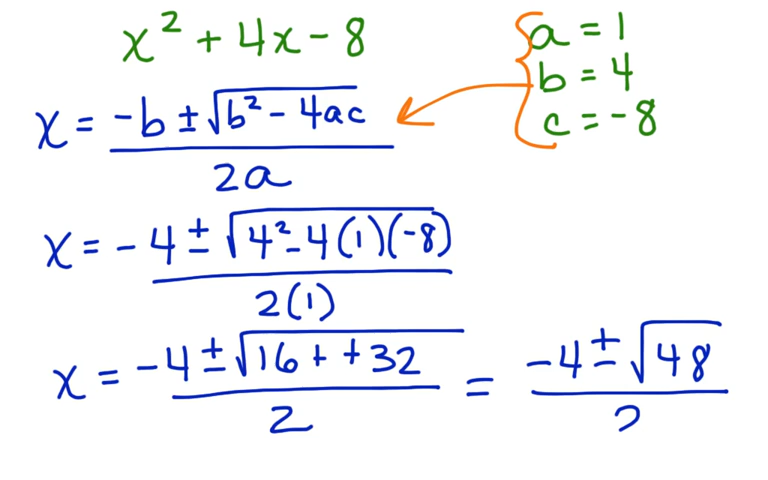 x² + 4x - 8
a = 1
b = 4
c = -8
x = -b ± √(b² - 4ac) / 2a
x = -4 ± √(4² - 4(1)(-8)) / 2(1)
x = -4 ± √(16 + +32) / 2 = -4 ± √48 / 2